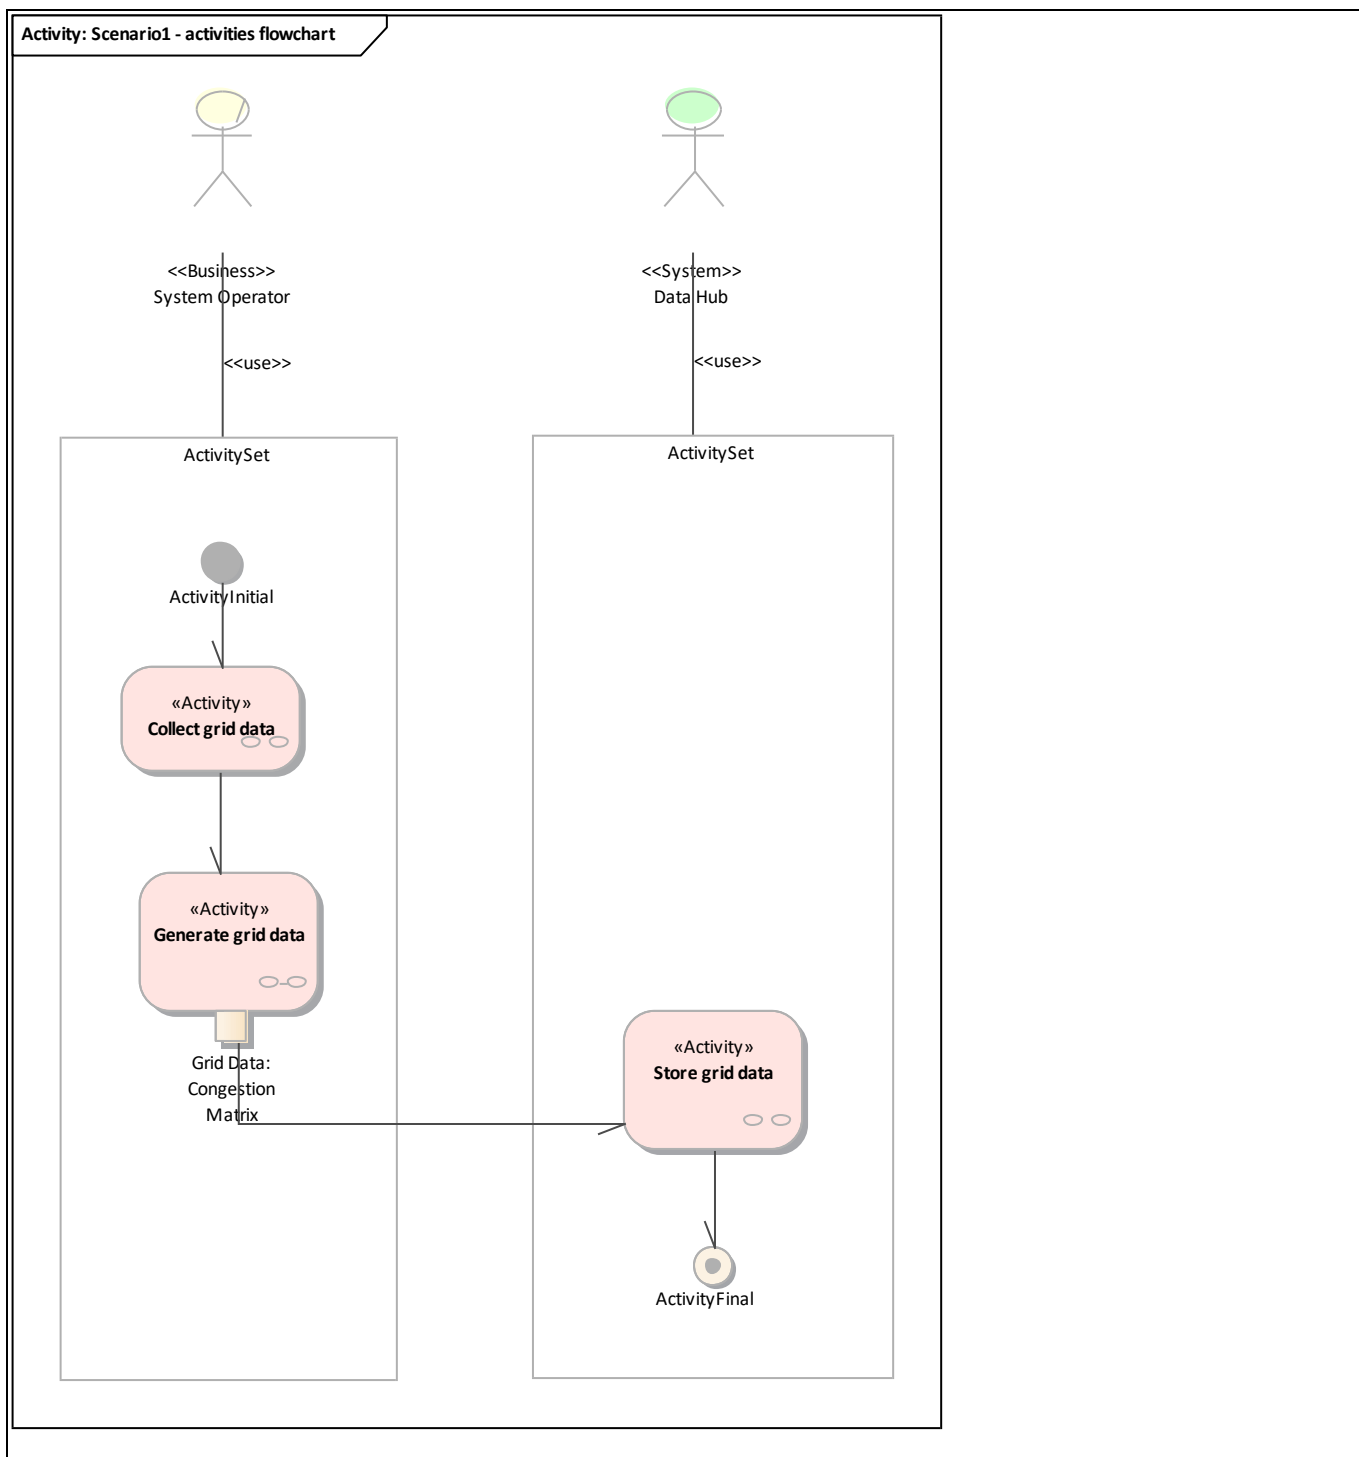 Activity: Scenario1 - activities flowchart
<<Business>>
System Operator
<<use>>
<<System>>
Data Hub
<<use>>
ActivitySet
ActivityInitial
«Activity»
Collect grid data
«Activity»
Generate grid data
Grid Data:
Congestion
Matrix
ActivitySet
«Activity»
Store grid data
ActivityFinal